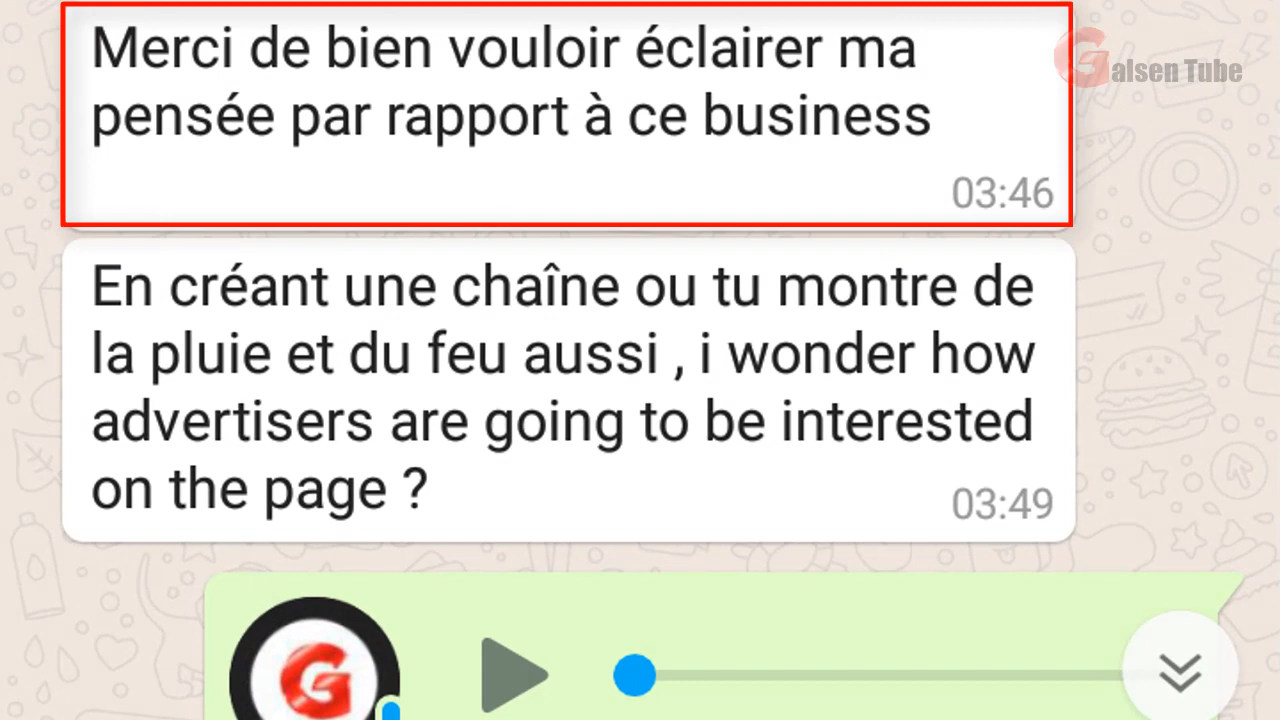 Merci de bien vouloir éclairer ma
pensée par rapport à ce business
03:46
Galsen Tube
En créant une chaîne ou tu montre de
la pluie et du feu aussi , i wonder how
advertisers are going to be interested
on the page ?
03:49
G